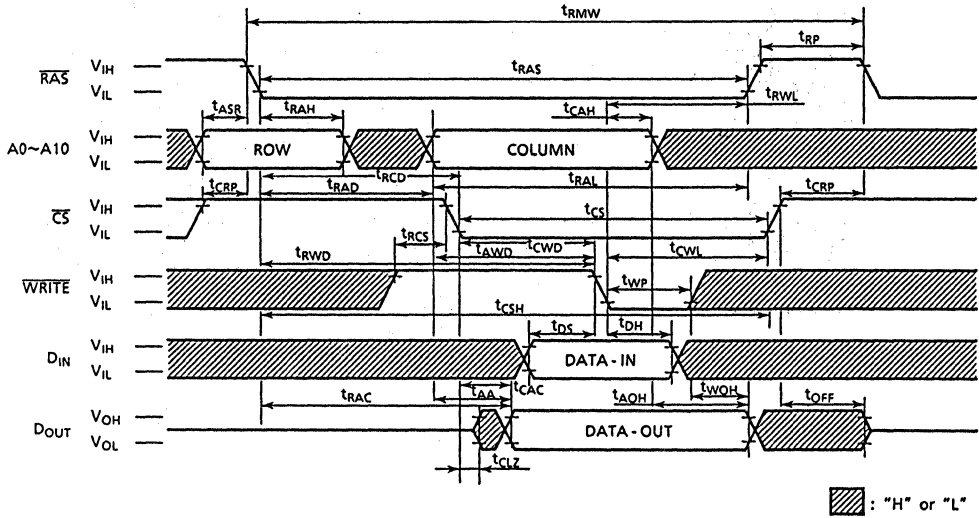 tRMW
tRP
RAS
VIH
VIL
tRAS
tRWL
tASR
tRAH
tCAH
A0~A10
VIH
VIL
ROW
COLUMN
tRCD
tCRP
tRAD
tRAL
tCRP
CS
VIH
VIL
tCS
tRCS
tCWD
tRWD
tAWD
tCWL
WRITE
VIH
VIL
tWP
tCSH
tDS
tDH
DIN
VIH
VIL
DATA-IN
tCAC
tRAC
tAA
tAOH
tWOH
tOFF
DOUT
VOH
VOL
DATA-OUT
tCLZ
: "H" or "L"